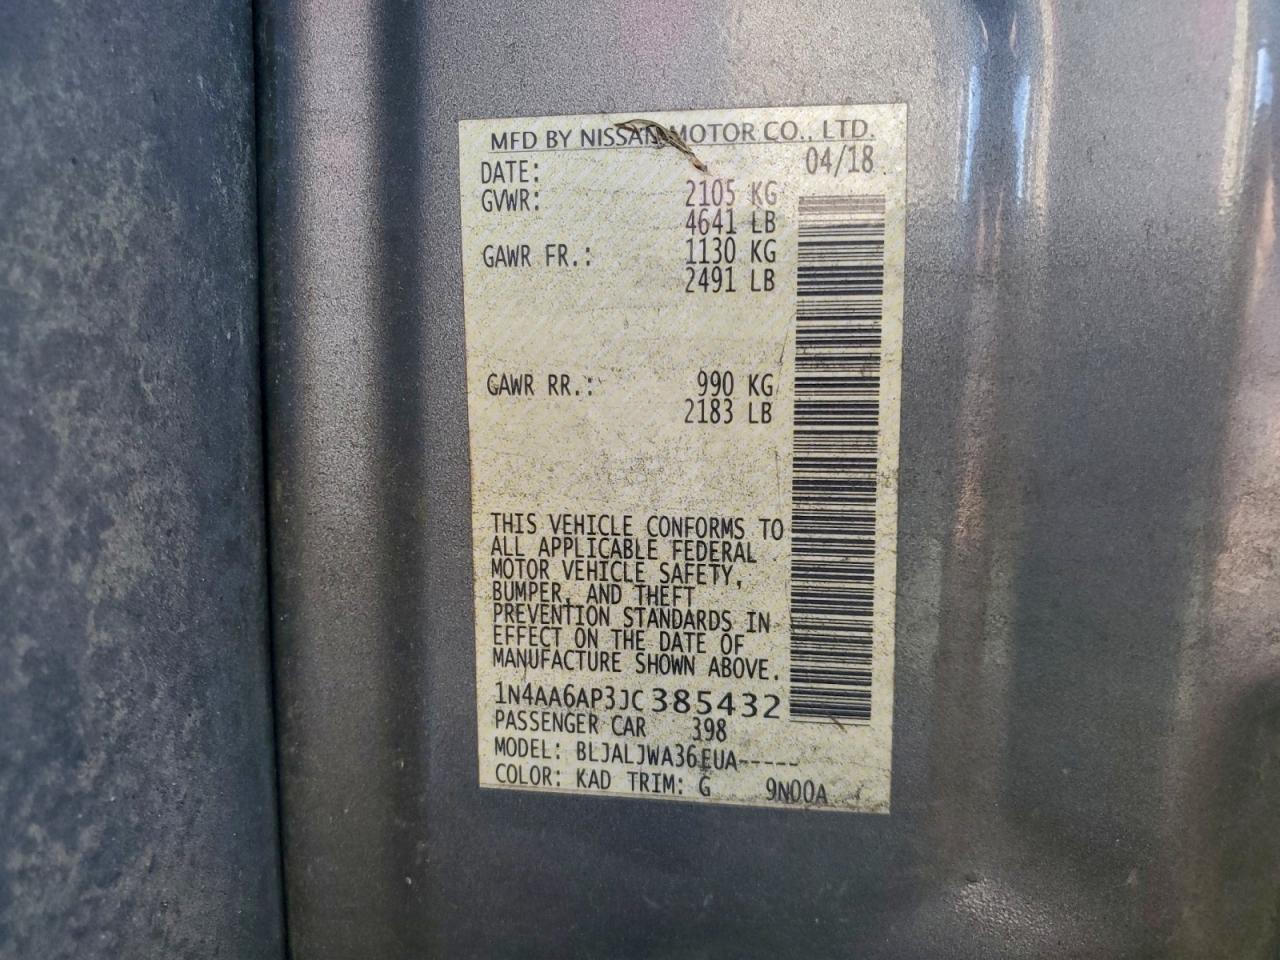 MFD BY NISSAN MOTOR CO., LTD.
DATE: 04/18
GVWR: 2105 KG
4641 LB
GAWR FR.: 1130 KG
2491 LB
GAWR RR.: 990 KG
2183 LB
THIS VEHICLE CONFORMS TO
ALL APPLICABLE FEDERAL
MOTOR VEHICLE SAFETY,
BUMPER, AND THEFT
PREVENTION STANDARDS IN
EFFECT ON THE DATE OF
MANUFACTURE SHOWN ABOVE.
1N4AA6AP3JC385432
PASSENGER CAR 398
MODEL: BLJALJWA36EUA-----
COLOR: KAD TRIM: G 9N00A